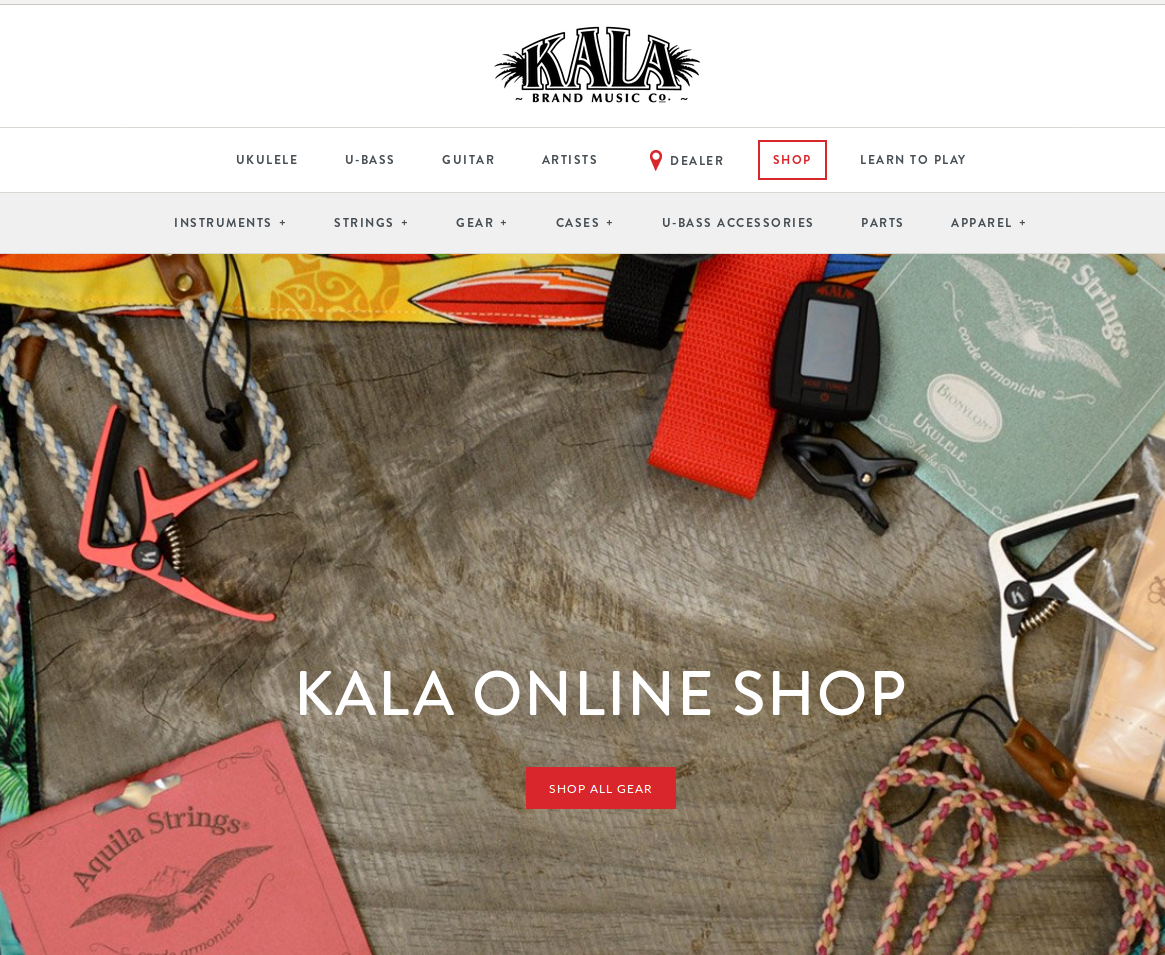 KALA
~ BRAND MUSIC Co. ~
UKULELE U-BASS GUITAR ARTISTS DEALER SHOP LEARN TO PLAY
INSTRUMENTS + STRINGS + GEAR + CASES + U-BASS ACCESSORIES PARTS APPAREL +
KALA
Aquila Strings®
corde armoniche
BIONYLON®
UKULELE
KALA ONLINE SHOP
SHOP ALL GEAR
Aquila Strings®
corde armoniche